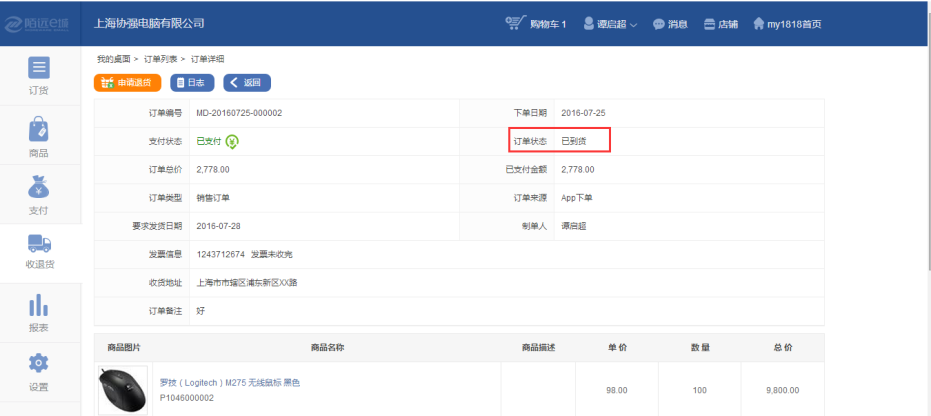 陌远e城
上海协强电脑有限公司
购物车 1
谭启超
消息
店铺
my1818首页
订货
商品
支付
收退货
报表
设置
我的桌面 > 订单列表 > 订单详细
申请退货
日志
返回
订单编号 MD-20160725-000002 下单日期 2016-07-25
支付状态 已支付 订单状态 已到货
订单总价 2,778.00 已支付金额 2,778.00
订单类型 销售订单 订单来源 App下单
要求发货日期 2016-07-28 制单人 谭启超
发票信息 1243712674 发票未收完
收货地址 上海市市辖区浦东新区XX路
订单备注 好
商品图片 商品名称 商品描述 单 价 数 量 总 价
罗技 ( Logitech ) M275 无线鼠标 黑色
P1046000002
98.00 100 9,800.00